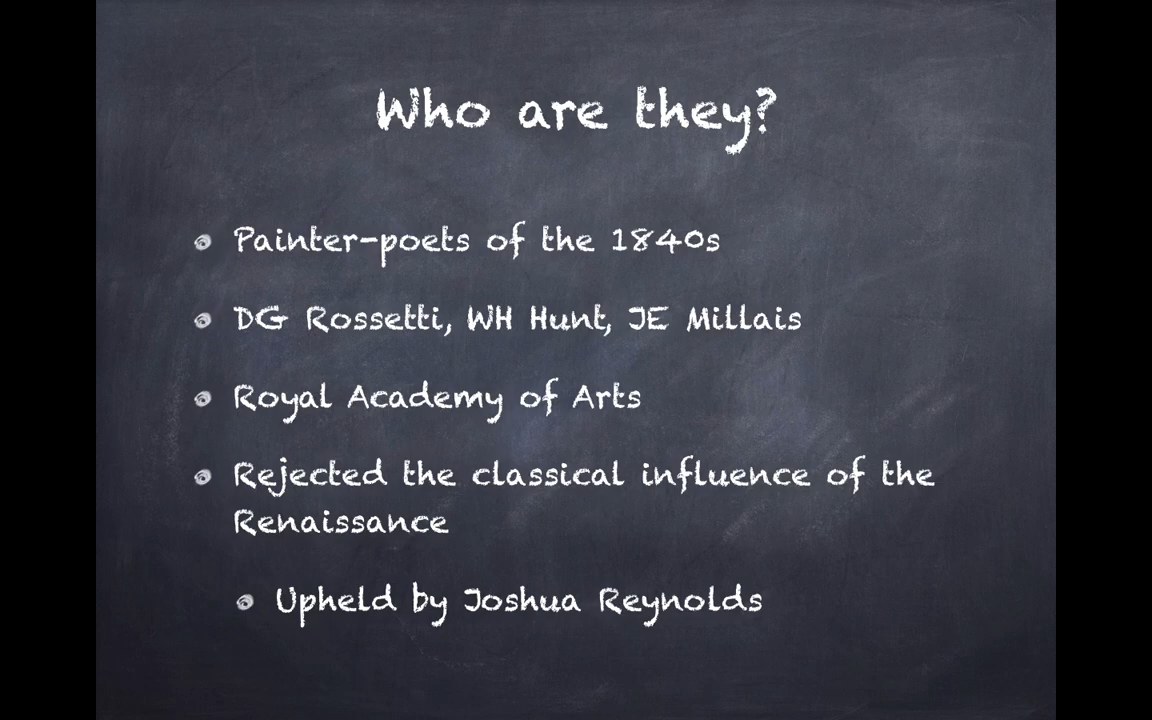 Who are they?
Painter-poets of the 1840s
DG Rossetti, WH Hunt, JE Millais
Royal Academy of Arts
Rejected the classical influence of the
Renaissance
Upheld by Joshua Reynolds